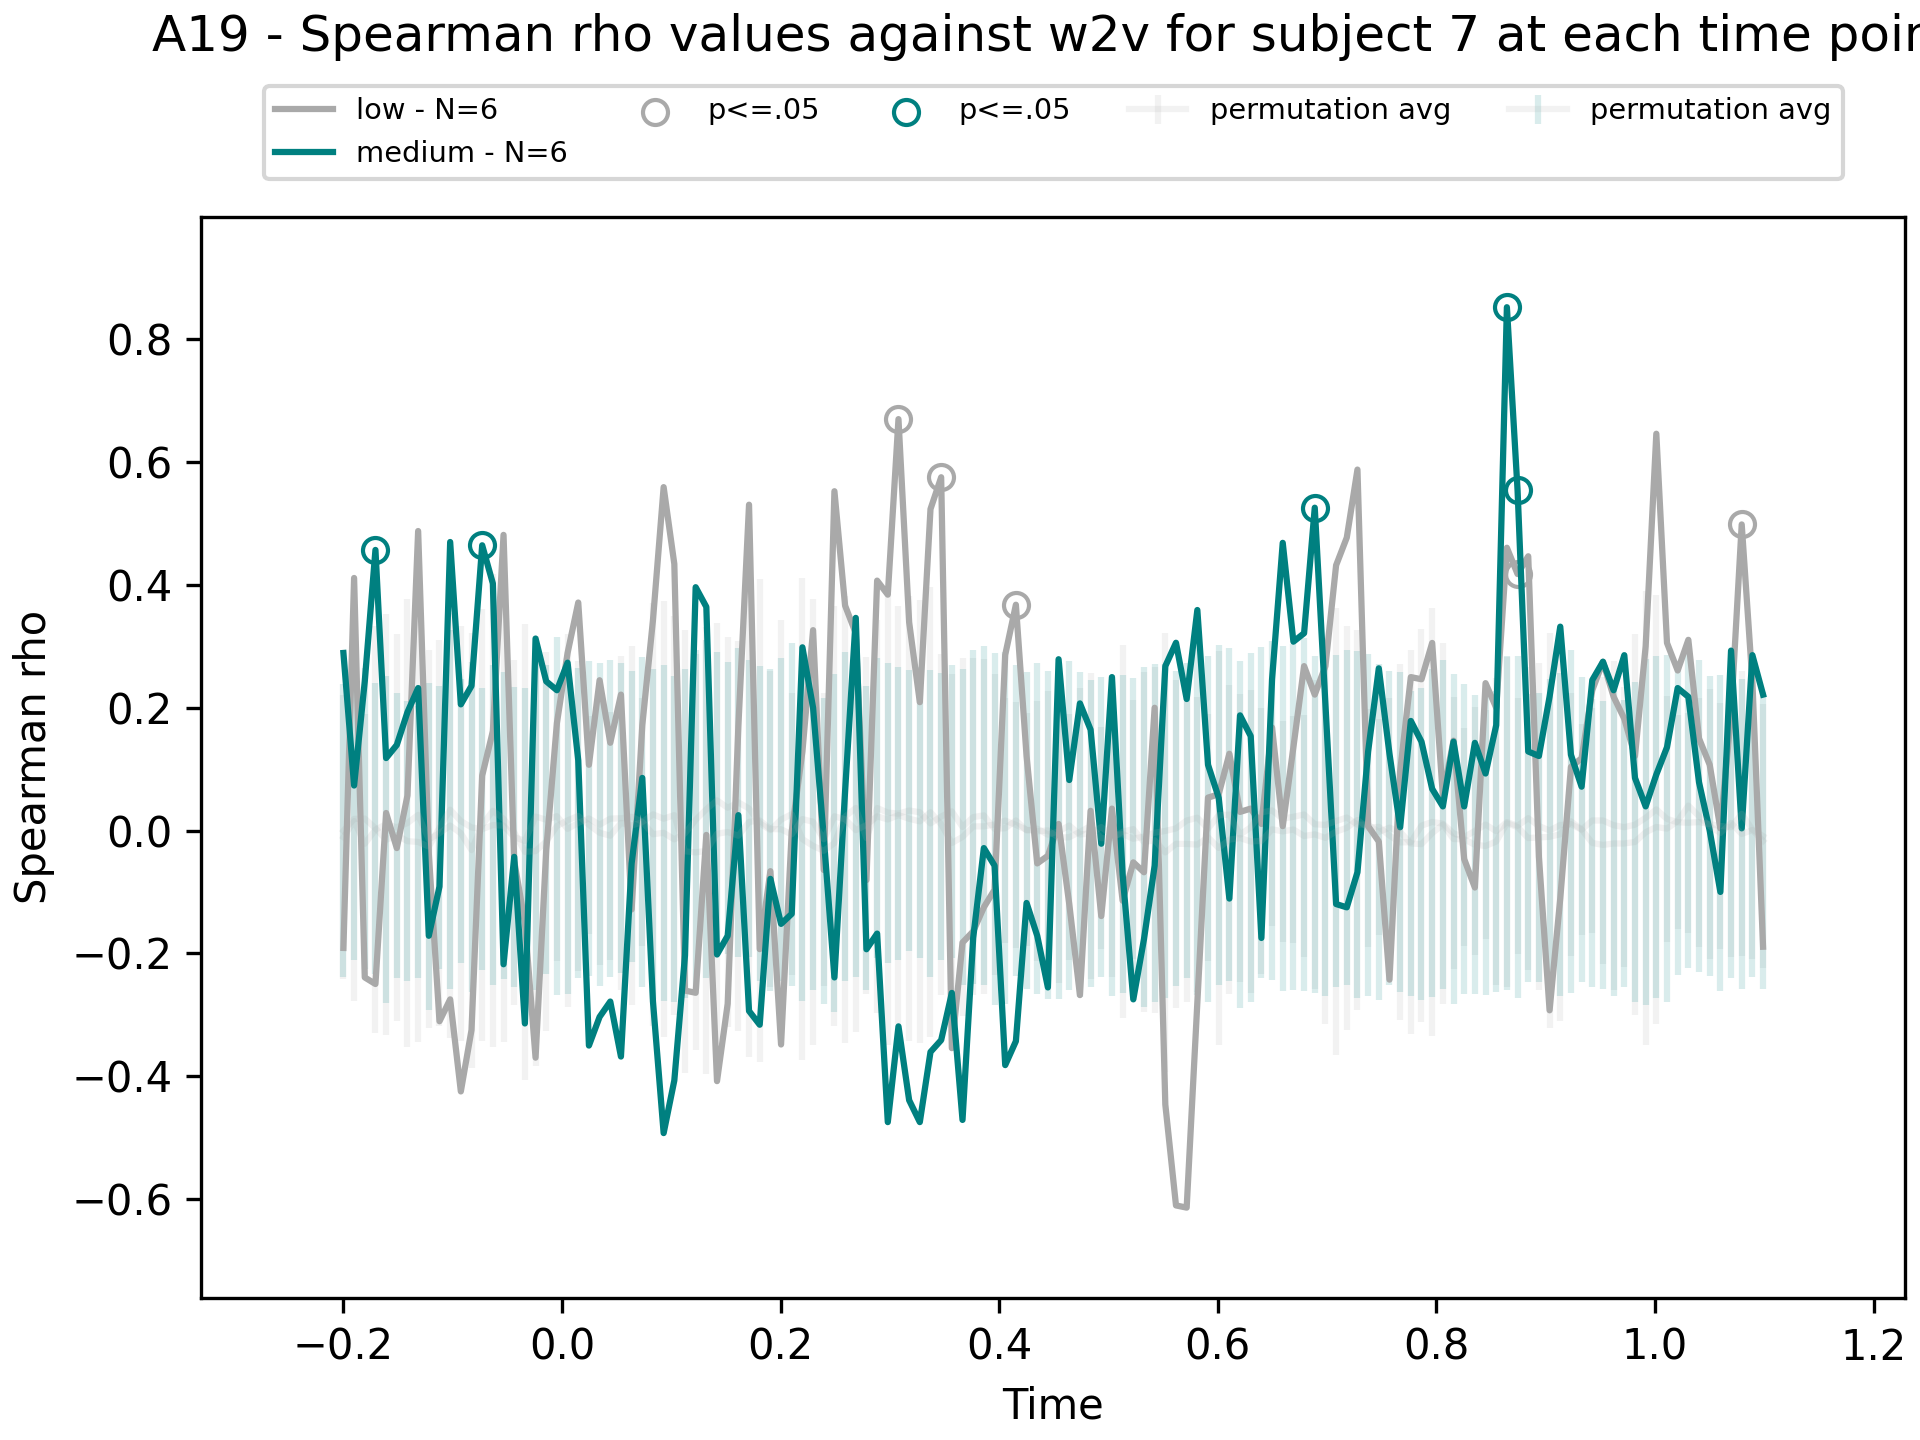 A19 - Spearman rho values against w2v for subject 7 at each time poin
low - N=6
medium - N=6
p<=.05
p<=.05
permutation avg
permutation avg
Spearman rho
0.8
0.6
0.4
0.2
0.0
−0.2
−0.4
−0.6
−0.2 0.0 0.2 0.4 0.6 0.8 1.0 1.2
Time